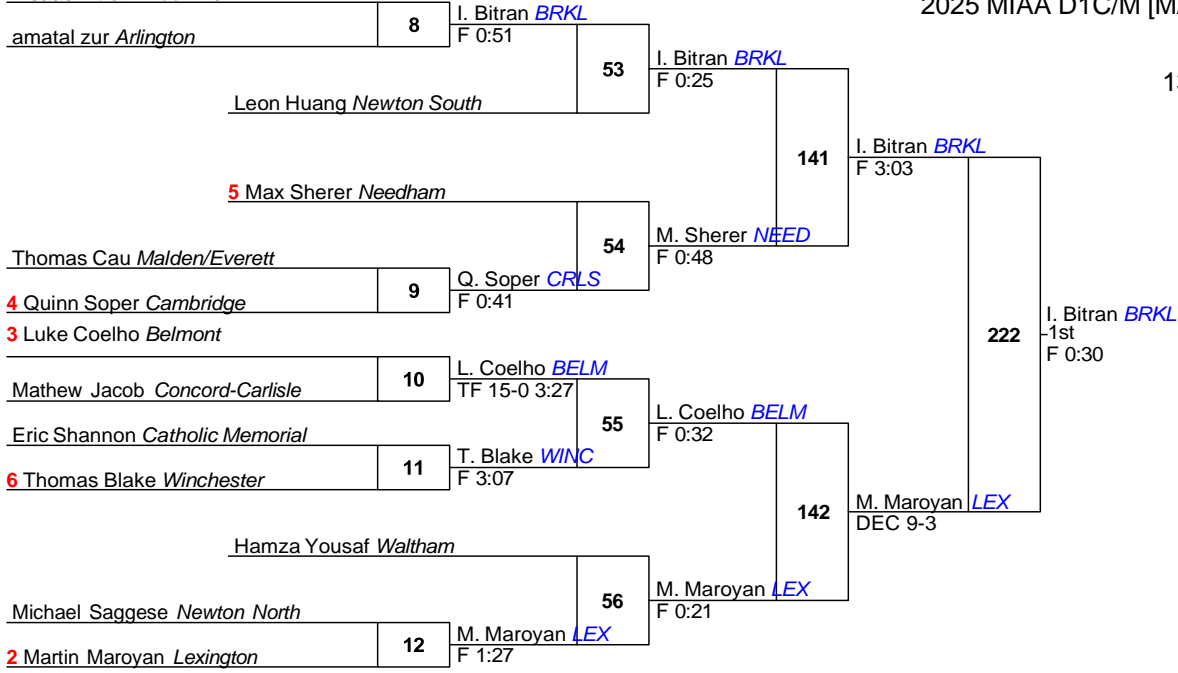 2025 MIAA D1C/M [MA
13
8
I. Bitran BRKL
F 0:51
amatal zur Arlington
53
I. Bitran BRKL
F 0:25
Leon Huang Newton South
141
I. Bitran BRKL
F 3:03
5 Max Sherer Needham
54
M. Sherer NEED
F 0:48
Thomas Cau Malden/Everett
9
Q. Soper CRLS
F 0:41
4 Quinn Soper Cambridge
222
I. Bitran BRKL
1st
F 0:30
3 Luke Coelho Belmont
10
L. Coelho BELM
TF 15-0 3:27
Mathew Jacob Concord-Carlisle
55
L. Coelho BELM
F 0:32
Eric Shannon Catholic Memorial
11
T. Blake WINC
F 3:07
6 Thomas Blake Winchester
142
M. Maroyan LEX
DEC 9-3
Hamza Yousaf Waltham
56
M. Maroyan LEX
F 0:21
Michael Saggese Newton North
12
M. Maroyan LEX
F 1:27
2 Martin Maroyan Lexington